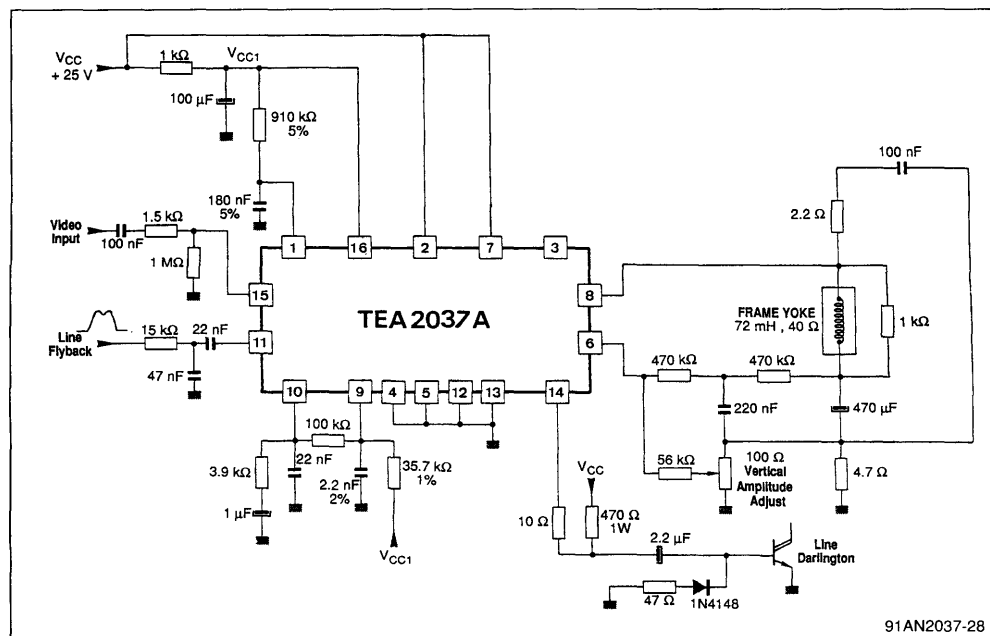 VCC
+ 25 V
1 kΩ
VCC1
100 µF
910 kΩ
5%
180 nF
5%
Video
Input
100 nF
1.5 kΩ
1 MΩ
Line
Flyback
15 kΩ
22 nF
47 nF
1
16
2
7
3
15
11
8
6
TEA2037A
10
9
4
5
12
13
14
100 kΩ
3.9 kΩ
22 nF
1 µF
2.2 nF
2%
35.7 kΩ
1%
VCC1
100 nF
2.2 Ω
FRAME YOKE
72 mH , 40 Ω
1 kΩ
470 kΩ
470 kΩ
220 nF
470 µF
56 kΩ
100 Ω
Vertical
Amplitude
Adjust
4.7 Ω
VCC
10 Ω
470 Ω
1W
2.2 µF
Line
Darlington
47 Ω
1N4148
91AN2037-28